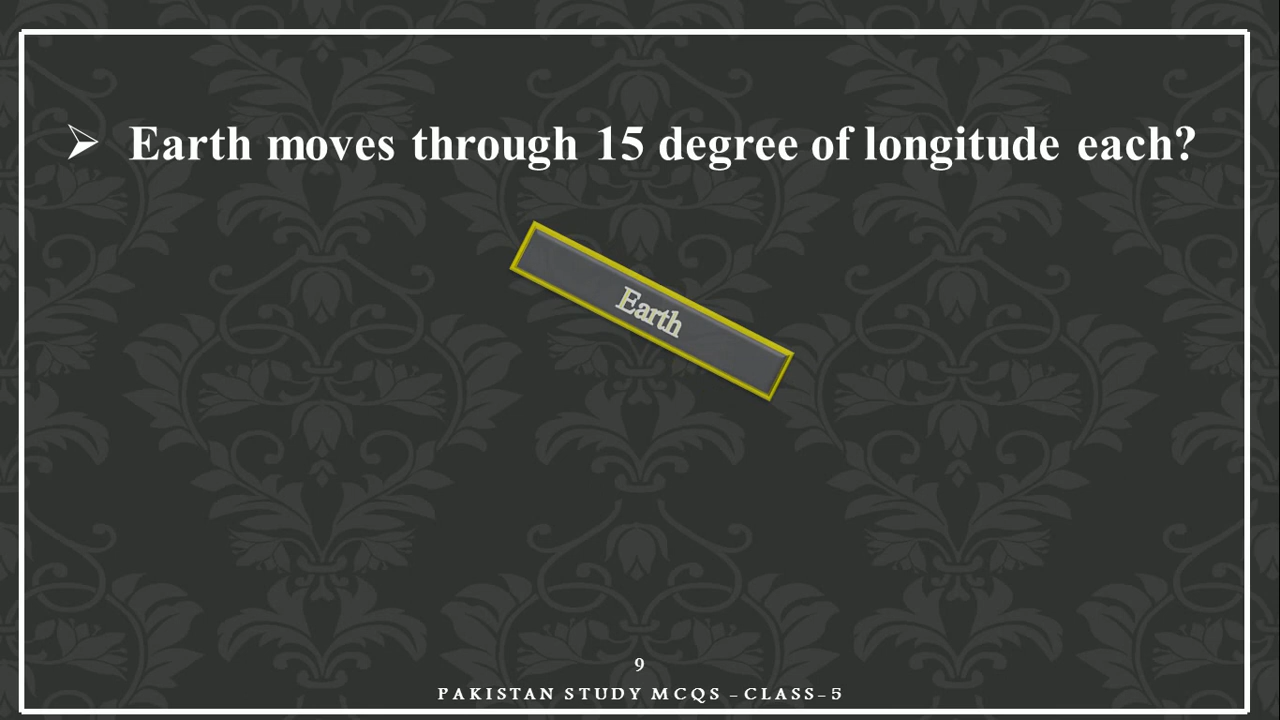 Earth moves through 15 degree of longitude each?
Earth
9
PAKISTAN STUDY MCQS –CLASS–5